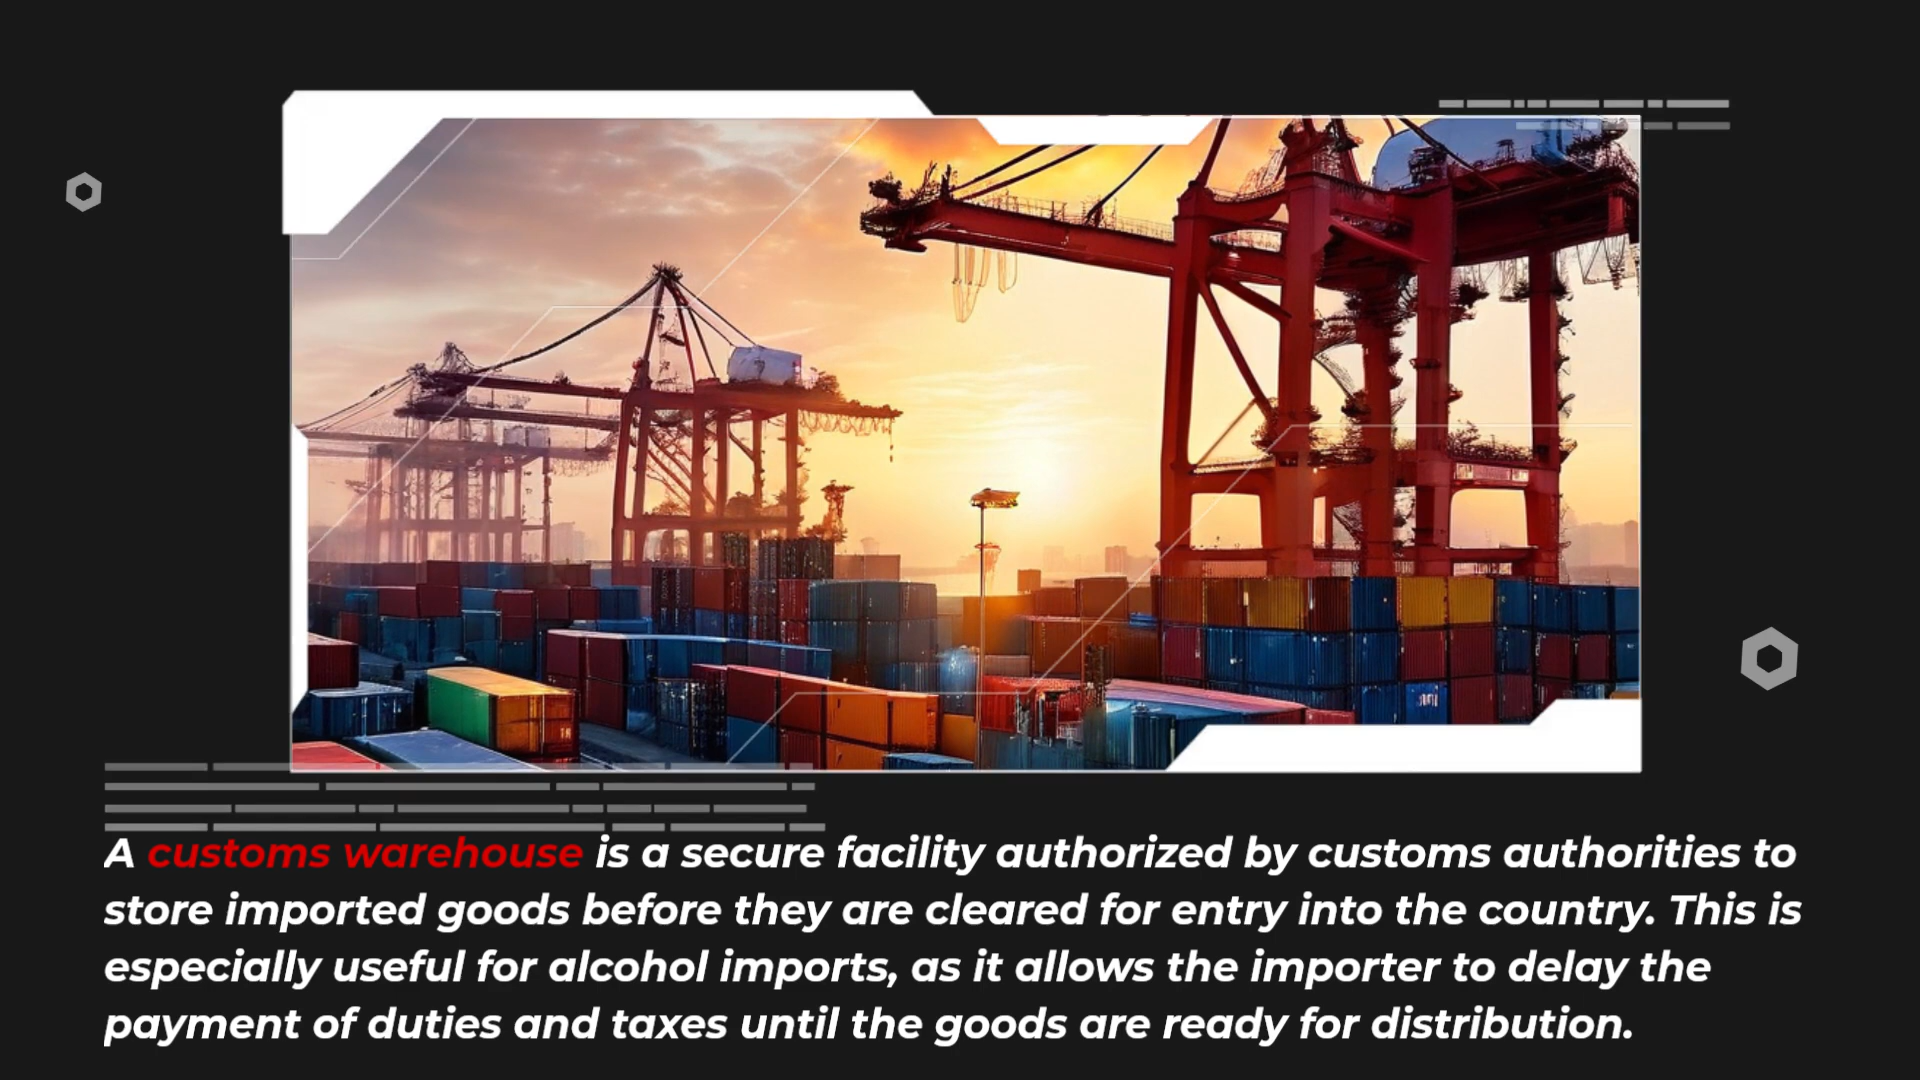 A customs warehouse is a secure facility authorized by customs authorities to
store imported goods before they are cleared for entry into the country. This is
especially useful for alcohol imports, as it allows the importer to delay the
payment of duties and taxes until the goods are ready for distribution.